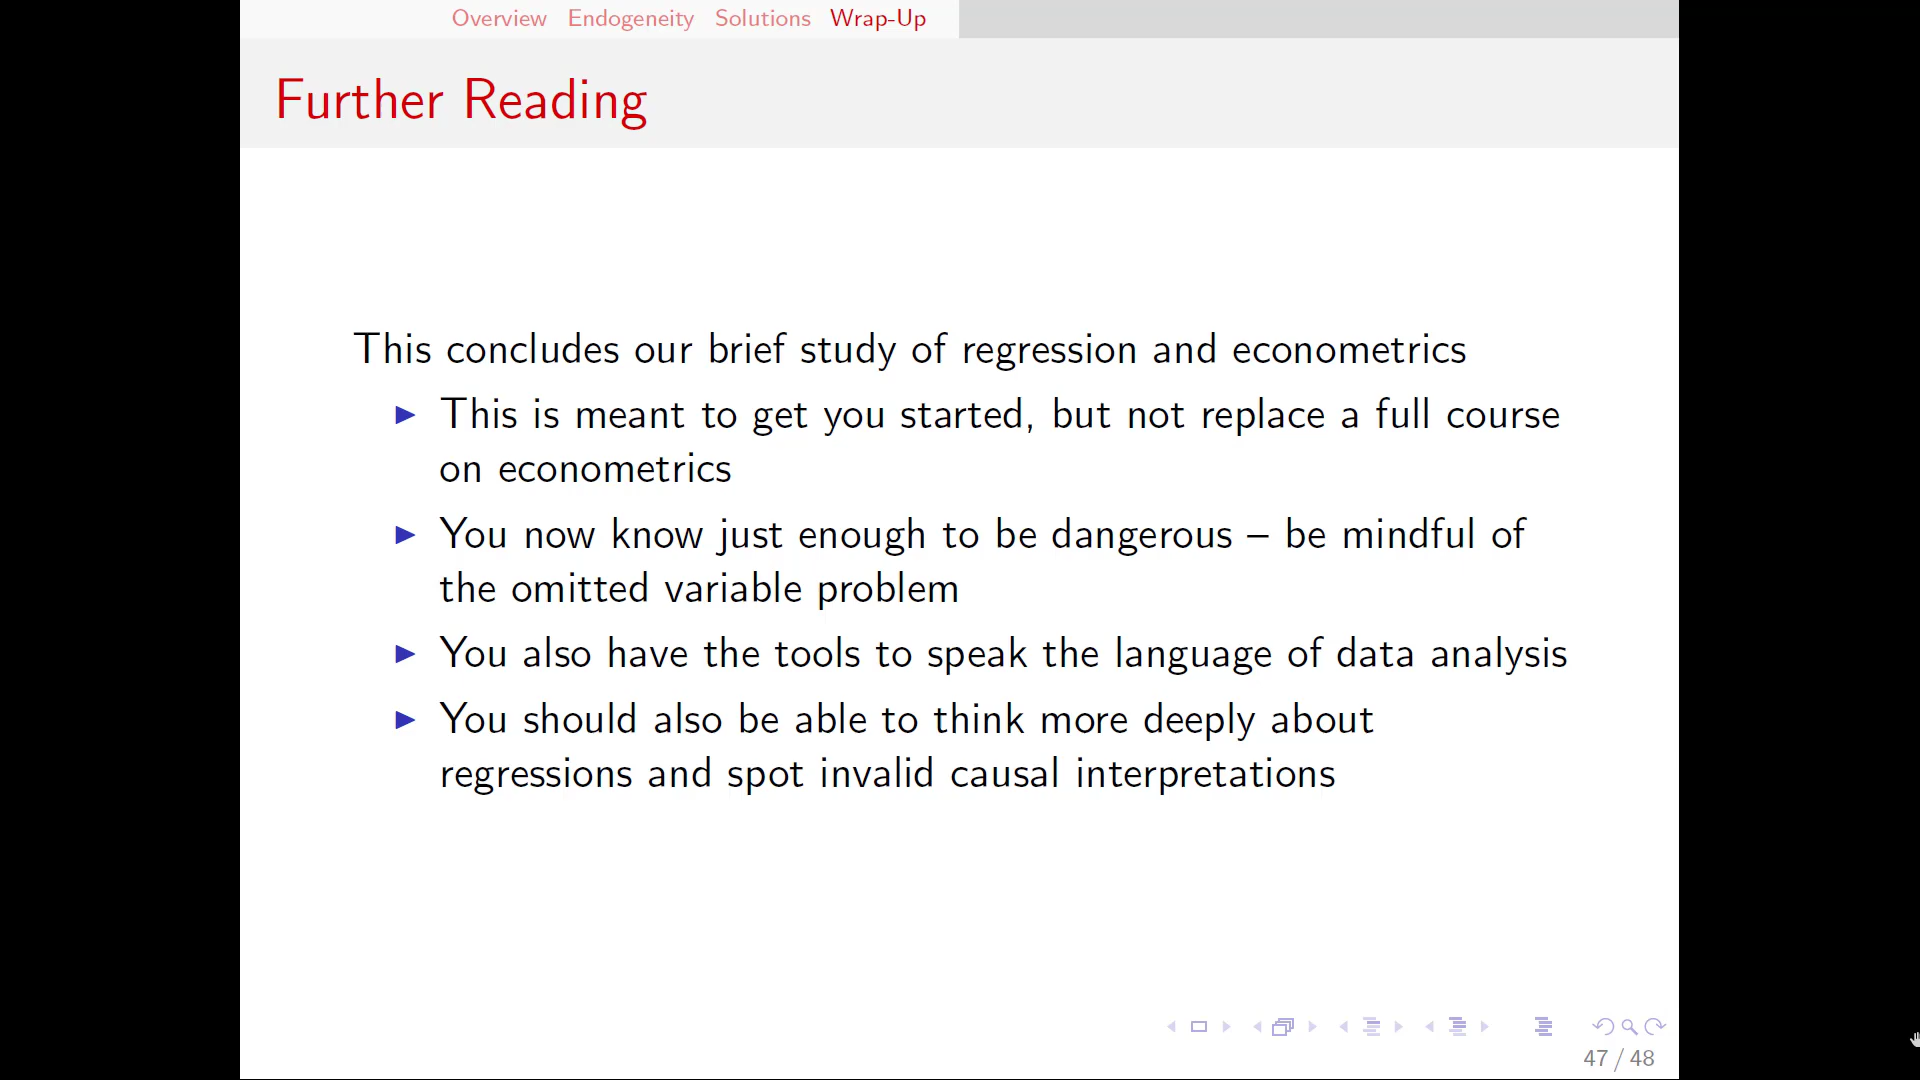 Overview Endogeneity Solutions Wrap-Up
Further Reading
This concludes our brief study of regression and econometrics
This is meant to get you started, but not replace a full course
on econometrics
You now know just enough to be dangerous – be mindful of
the omitted variable problem
You also have the tools to speak the language of data analysis
You should also be able to think more deeply about
regressions and spot invalid causal interpretations
47 / 48